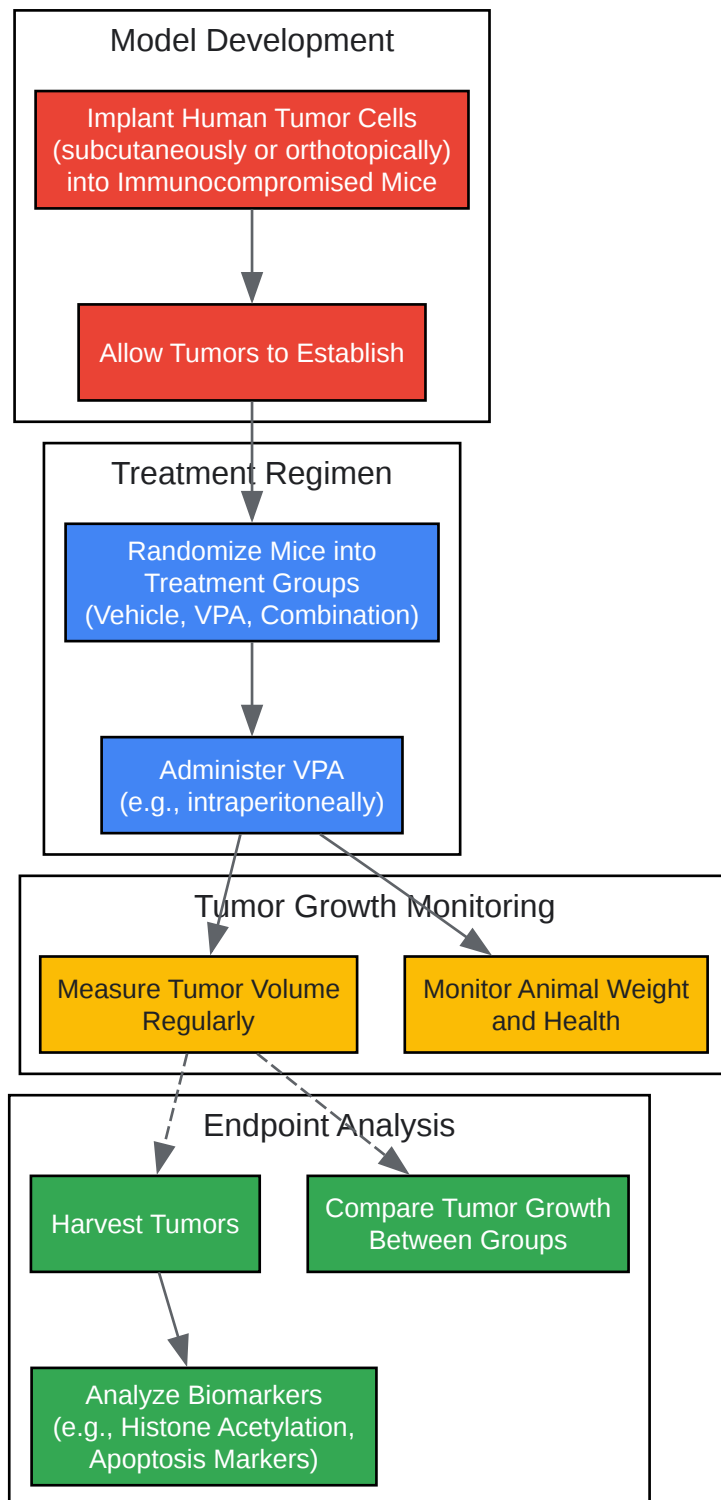 Model Development
Implant Human Tumor Cells
(subcutaneously or orthotopically)
into Immunocompromised Mice
Allow Tumors to Establish
Treatment Regimen
Randomize Mice into
Treatment Groups
(Vehicle, VPA, Combination)
Administer VPA
(e.g., intraperitoneally)
Tumor Growth Monitoring
Measure Tumor Volume
Regularly
Monitor Animal Weight
and Health
Endpoint Analysis
Harvest Tumors
Compare Tumor Growth
Between Groups
Analyze Biomarkers
(e.g., Histone Acetylation,
Apoptosis Markers)